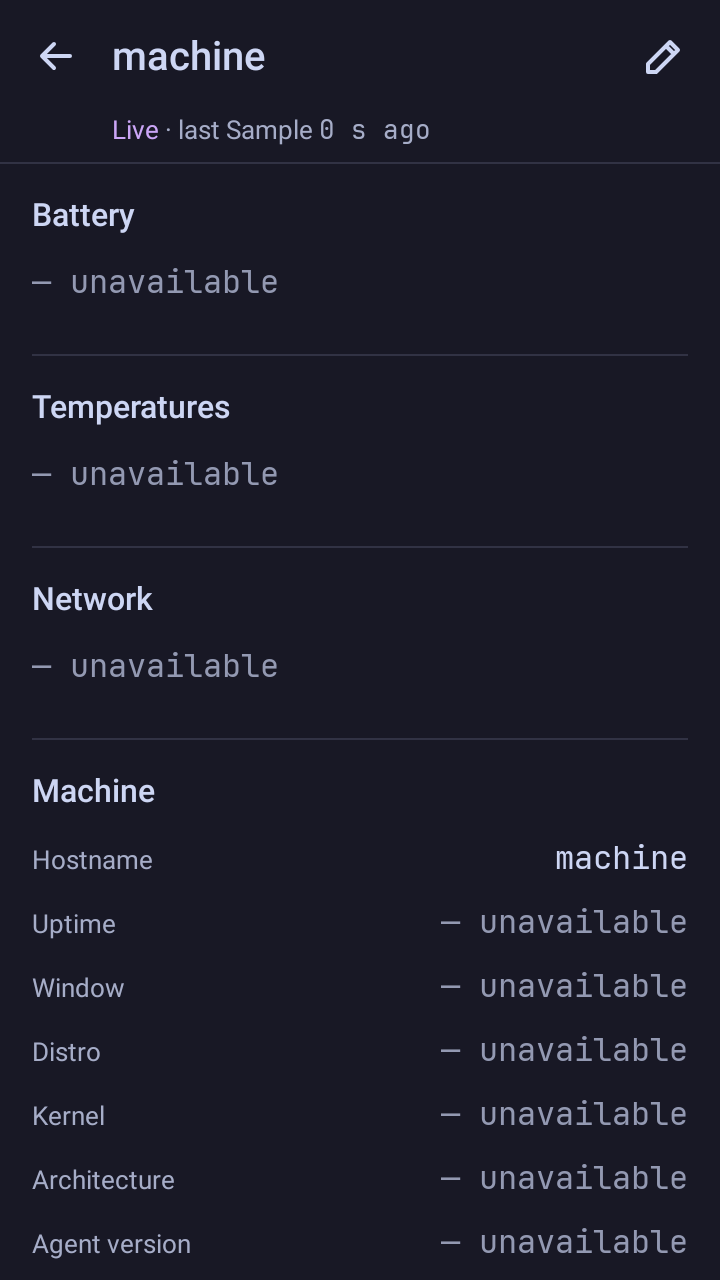 machine
Live · last Sample 0 s ago
Battery
— unavailable
Temperatures
— unavailable
Network
— unavailable
Machine
Hostname machine
Uptime — unavailable
Window — unavailable
Distro — unavailable
Kernel — unavailable
Architecture — unavailable
Agent version — unavailable